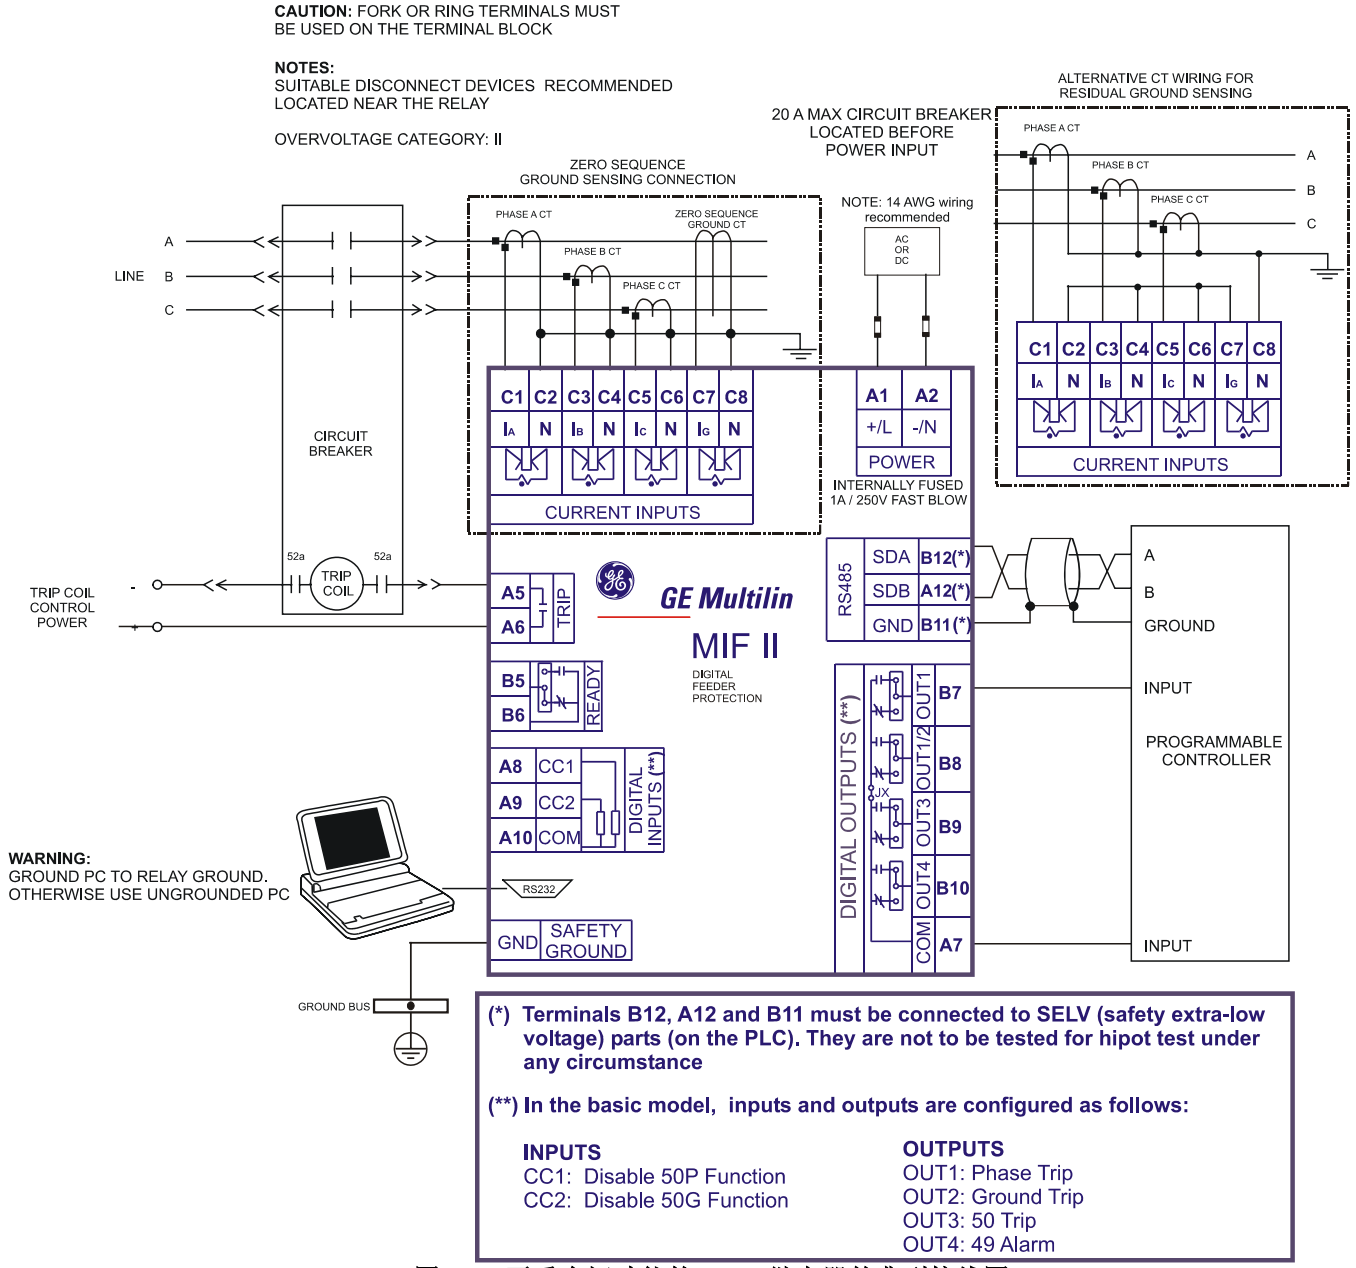 CAUTION: FORK OR RING TERMINALS MUST
BE USED ON THE TERMINAL BLOCK
NOTES:
SUITABLE DISCONNECT DEVICES RECOMMENDED
LOCATED NEAR THE RELAY
OVERVOLTAGE CATEGORY: II
ZERO SEQUENCE
GROUND SENSING CONNECTION
20 A MAX CIRCUIT BREAKER
LOCATED BEFORE
POWER INPUT
ALTERNATIVE CT WIRING FOR
RESIDUAL GROUND SENSING
PHASE A CT
PHASE B CT
PHASE C CT
A
B
C
NOTE: 14 AWG wiring
recommended
AC
OR
DC
PHASE A CT
ZERO SEQUENCE
GROUND CT
PHASE B CT
PHASE C CT
A
LINE B
C
C1 C2 C3 C4 C5 C6 C7 C8
IA N IB N IC N IG N
CURRENT INPUTS
C1 C2 C3 C4 C5 C6 C7 C8
IA N IB N IC N IG N
CURRENT INPUTS
A1 A2
+/L -/N
POWER
INTERNALLY FUSED
1A / 250V FAST BLOW
CIRCUIT
BREAKER
52a
52a
TRIP
COIL
TRIP COIL
CONTROL
POWER
-
+
A5
A6
TRIP
B5
B6
READY
A8 CC1
A9 CC2
A10 COM
DIGITAL
INPUTS (**)
RS232
GND
SAFETY
GROUND
GE
GE Multilin
MIF II
DIGITAL
FEEDER
PROTECTION
RS485
SDA B12(*)
SDB A12(*)
GND B11(*)
DIGITAL OUTPUTS (**)
JX
OUT1 B7
OUT1/2 B8
OUT3 B9
OUT4 B10
COM A7
A
B
GROUND
INPUT
PROGRAMMABLE
CONTROLLER
INPUT
WARNING:
GROUND PC TO RELAY GROUND.
OTHERWISE USE UNGROUNDED PC
GROUND BUS
(*) Terminals B12, A12 and B11 must be connected to SELV (safety extra-low
voltage) parts (on the PLC). They are not to be tested for hipot test under
any circumstance
(**) In the basic model, inputs and outputs are configured as follows:
INPUTS
CC1: Disable 50P Function
CC2: Disable 50G Function
OUTPUTS
OUT1: Phase Trip
OUT2: Ground Trip
OUT3: 50 Trip
OUT4: 49 Alarm